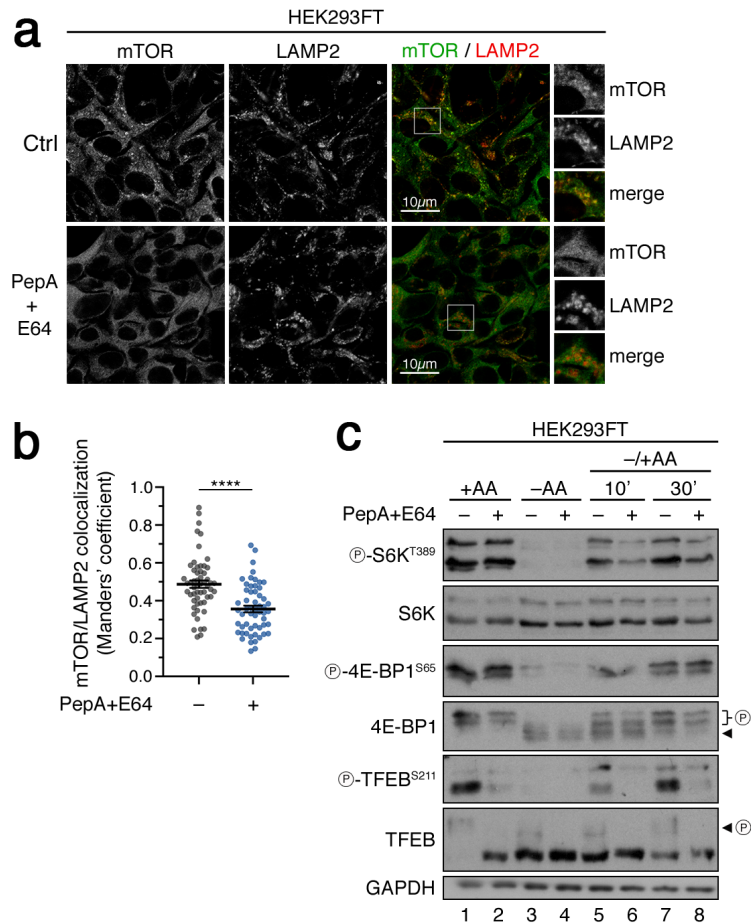 a
HEK293FT
mTOR LAMP2 mTOR / LAMP2
Ctrl
mTOR
LAMP2
merge
10µm
PepA
+
E64
mTOR
LAMP2
merge
10µm
b
mTOR/LAMP2 colocalization
(Manders' coefficient)
1.0
0.8
0.6
0.4
0.2
0.0
****
PepA+E64 – +
c
HEK293FT
–/+AA
+AA –AA 10' 30'
PepA+E64 – + – + – + – +
Ⓟ-S6K^T389
S6K
Ⓟ-4E-BP1^S65
4E-BP1 Ⓟ
Ⓟ-TFEB^S211
TFEB Ⓟ
GAPDH
1 2 3 4 5 6 7 8